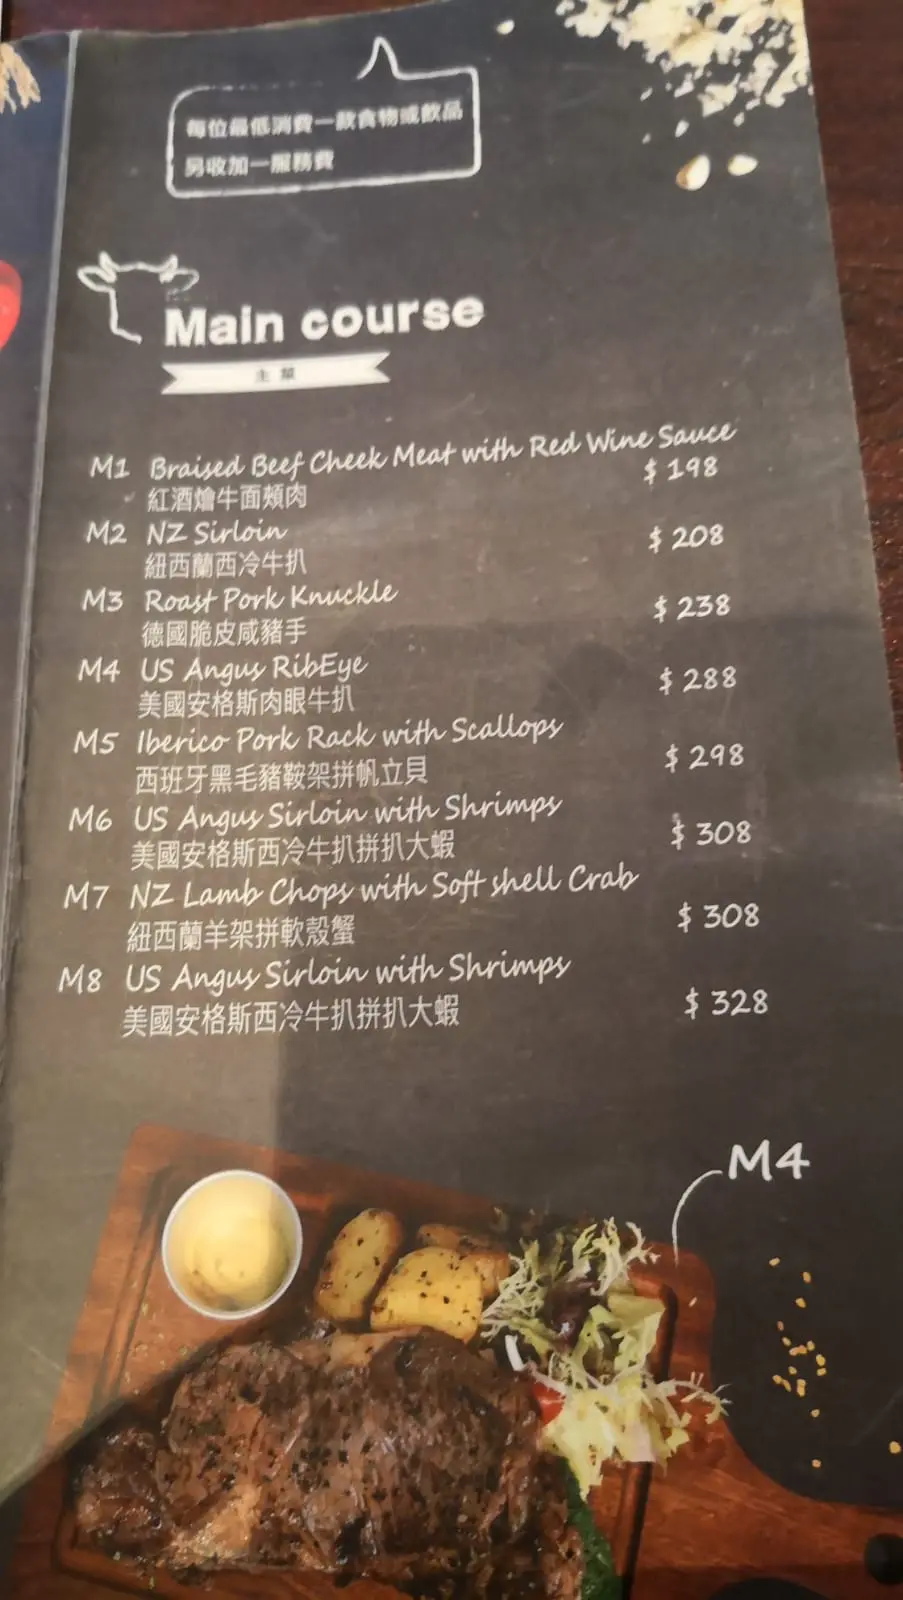 每位最低消費一款食物或飲品
另收加一服務費
Main course
主菜
M1 Braised Beef Cheek Meat with Red Wine Sauce
$ 198
紅酒燴牛面頰肉
M2 NZ Sirloin
$ 208
紐西蘭西冷牛扒
M3 Roast Pork Knuckle
$ 238
德國脆皮咸豬手
M4 US Angus RibEye
$ 288
美國安格斯肉眼牛扒
M5 Iberico Pork Rack with Scallops
$ 298
西班牙黑毛豬鞍架拼帆立貝
M6 US Angus Sirloin with Shrimps
$ 308
美國安格斯西冷牛扒拼扒大蝦
M7 NZ Lamb Chops with Soft shell Crab
$ 308
紐西蘭羊架拼軟殼蟹
M8 US Angus Sirloin with Shrimps
$ 328
美國安格斯西冷牛扒拼扒大蝦
M4